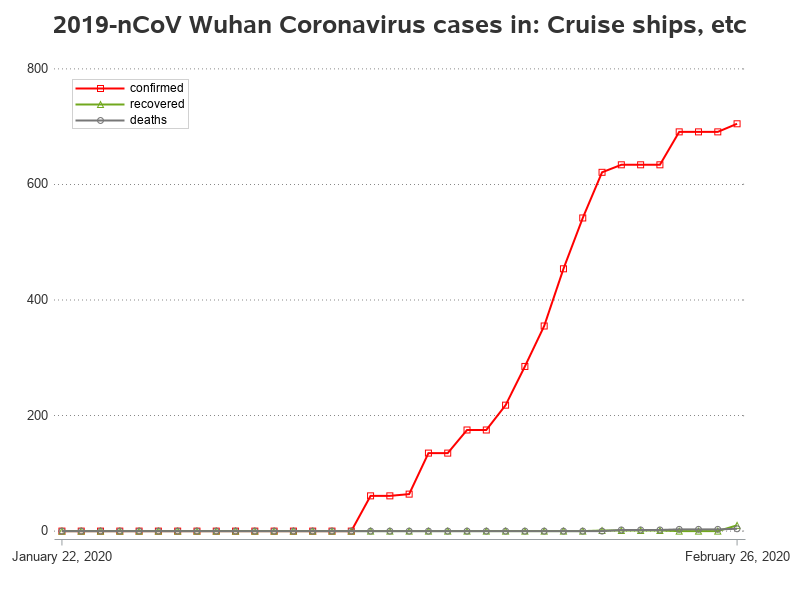 2019-nCoV Wuhan Coronavirus cases in: Cruise ships, etc
800
confirmed
recovered
deaths
600
400
200
0
January 22, 2020
February 26, 2020